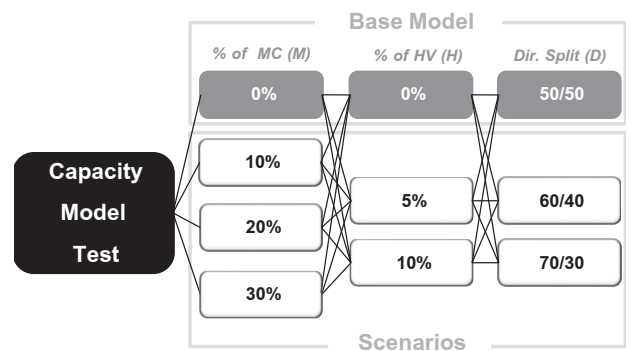 Base Model
% of MC (M)
% of HV (H)
Dir. Split (D)
0%
0%
50/50
Capacity
Model
Test
10%
20%
30%
5%
10%
60/40
70/30
Scenarios